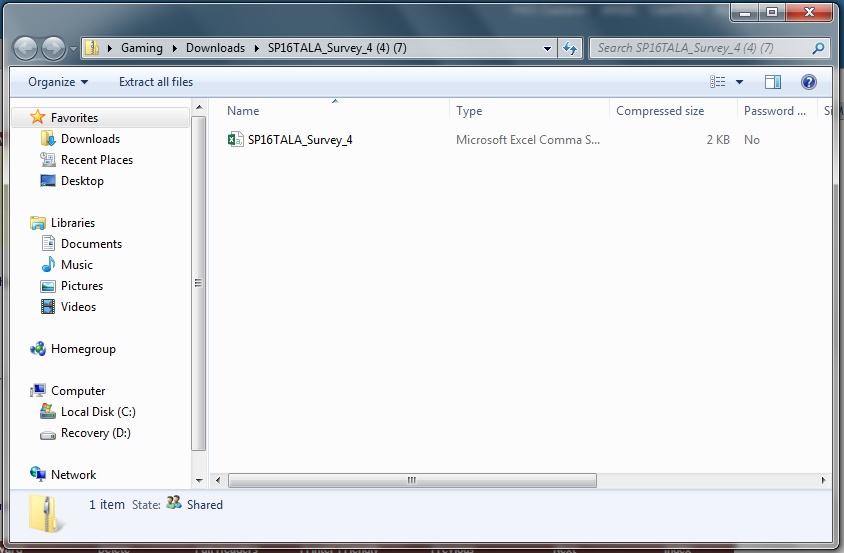 Gaming Downloads SP16TALA_Survey_4 (4) (7) Search SP16TALA_Survey_4 (4) (7)
Organize Extract all files
Name Type Compressed size Password ...
SP16TALA_Survey_4 Microsoft Excel Comma S... 2 KB No
Favorites
Downloads
Recent Places
Desktop
Libraries
Documents
Music
Pictures
Videos
Homegroup
Computer
Local Disk (C:)
Recovery (D:)
Network
1 item State: Shared